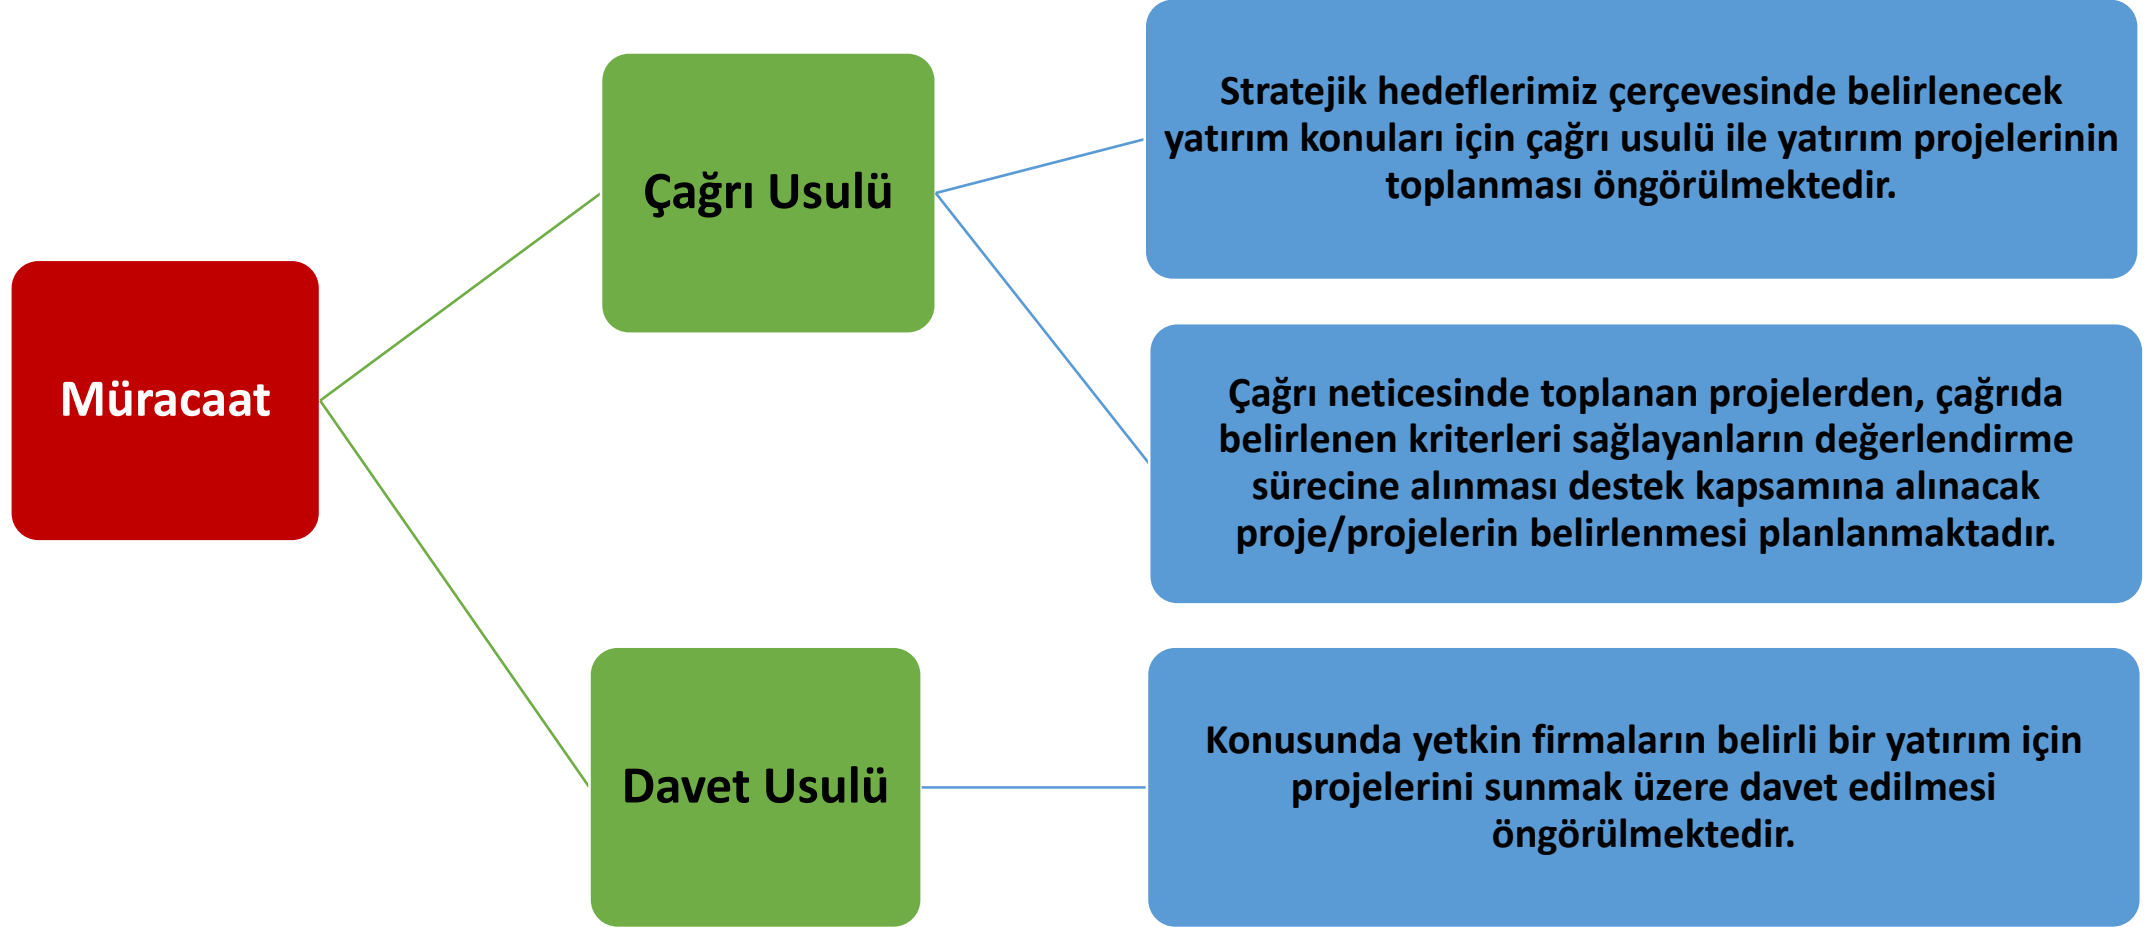 Müracaat
Çağrı Usulü
Stratejik hedeflerimiz çerçevesinde belirlenecek
yatırım konuları için çağrı usulü ile yatırım projelerinin
toplanması öngörülmektedir.
Çağrı neticesinde toplanan projelerden, çağrıda
belirlenen kriterleri sağlayanların değerlendirme
sürecine alınması destek kapsamına alınacak
proje/projelerin belirlenmesi planlanmaktadır.
Davet Usulü
Konusunda yetkin firmaların belirli bir yatırım için
projelerini sunmak üzere davet edilmesi
öngörülmektedir.